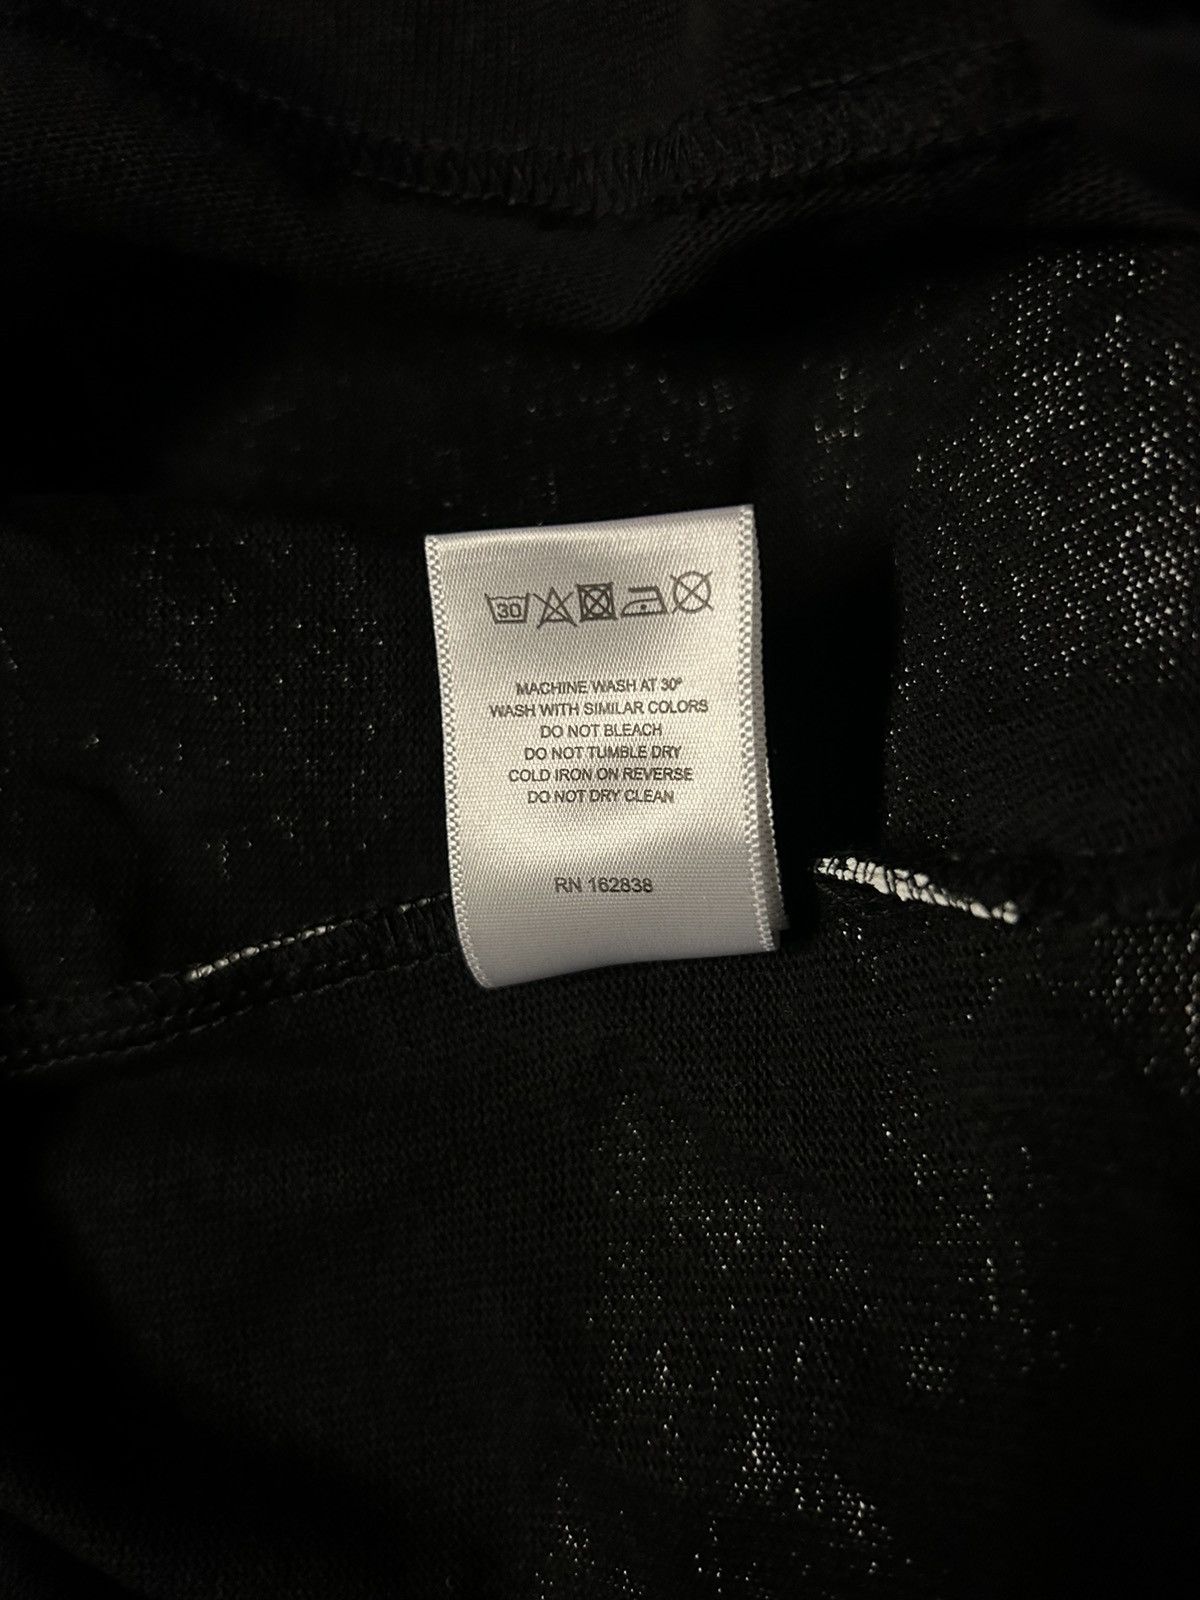 30
MACHINE WASH AT 30°
WASH WITH SIMILAR COLORS
DO NOT BLEACH
DO NOT TUMBLE DRY
COLD IRON ON REVERSE
DO NOT DRY CLEAN
RN 162838